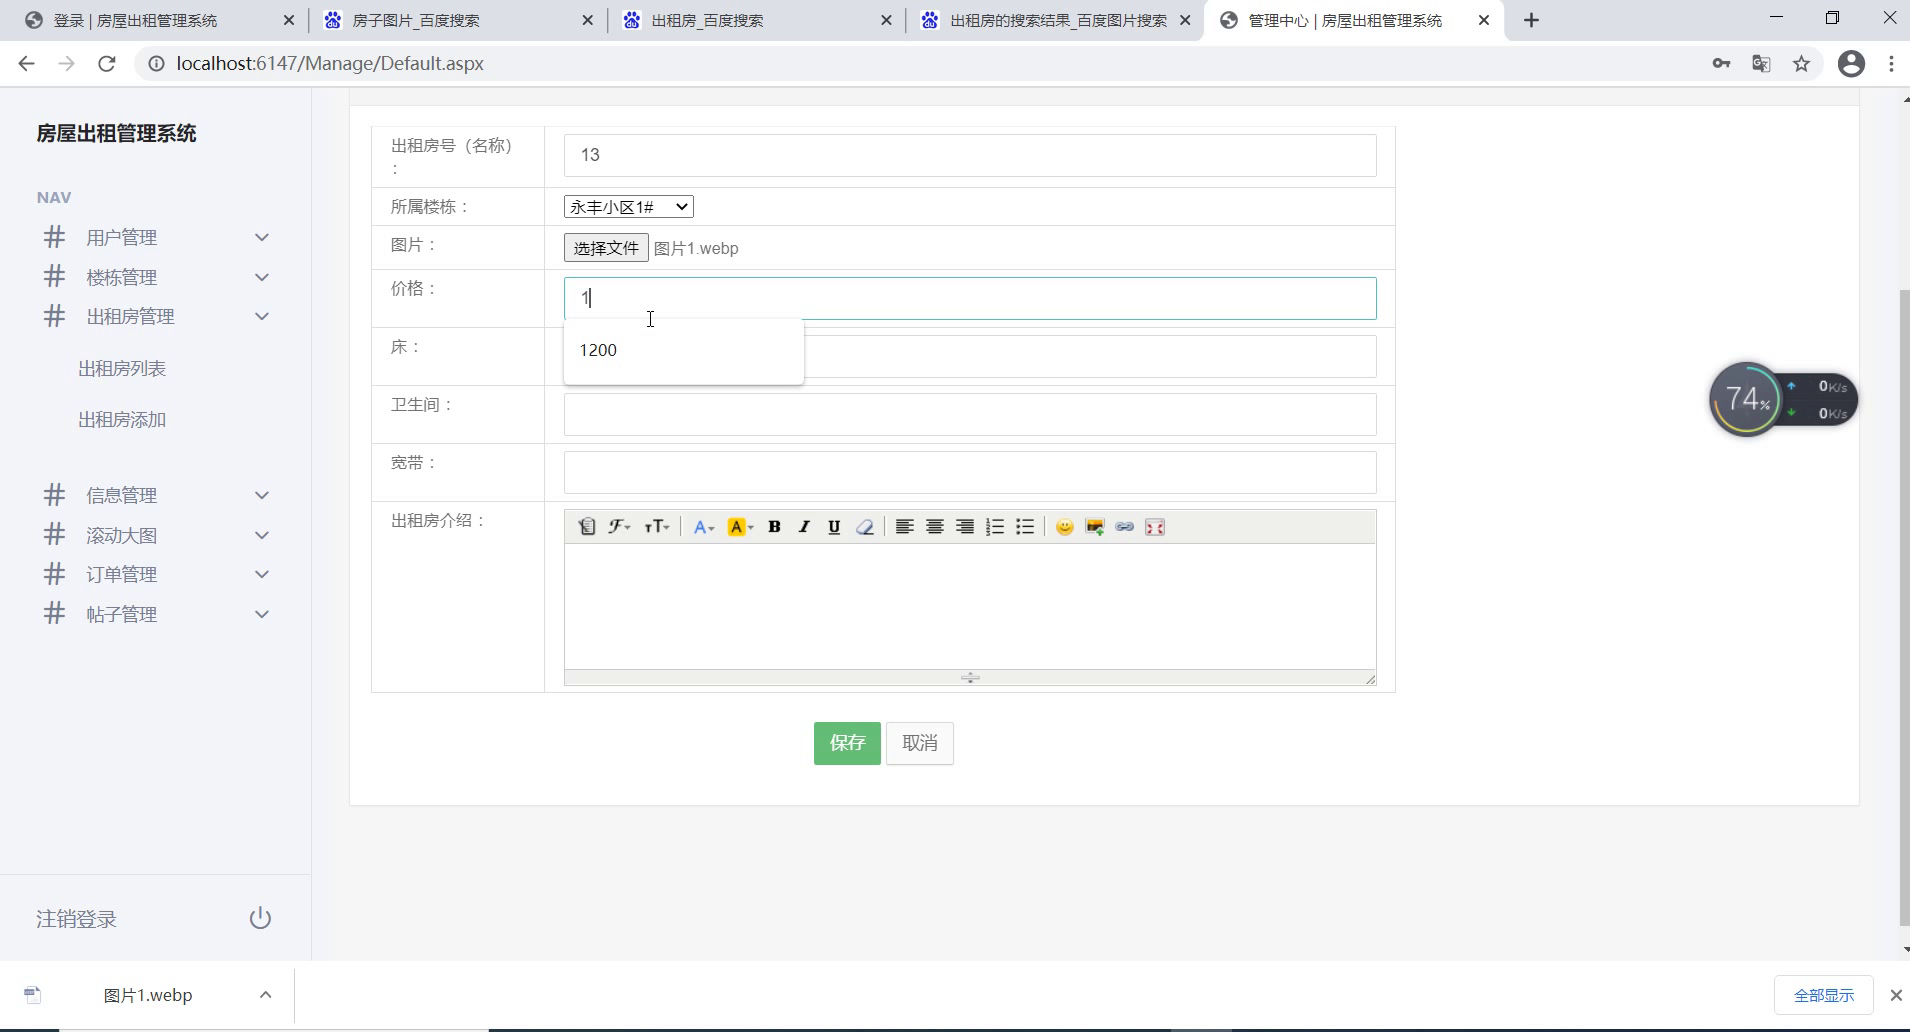 登录 | 房屋出租管理系统
房子图片_百度搜索
出租房_百度搜索
出租房的搜索结果_百度图片搜索
管理中心 | 房屋出租管理系统
localhost:6147/Manage/Default.aspx
房屋出租管理系统
NAV
用户管理
楼栋管理
出租房管理
出租房列表
出租房添加
信息管理
滚动大图
订单管理
帖子管理
注销登录
出租房号（名称）
：
13
所属楼栋：
永丰小区1#
图片：
选择文件 图片1.webp
价格：
1
1200
床：
卫生间：
宽带：
出租房介绍：
保存
取消
74%
0K/s
0K/s
图片1.webp
全部显示